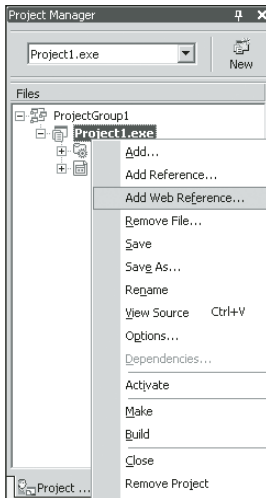 Project Manager
Project1.exe
New
Files
ProjectGroup1
Project1.exe
Add...
Add Reference...
Add Web Reference...
Remove File...
Save
Save As...
Rename
View Source Ctrl+V
Options...
Dependencies...
Activate
Make
Build
Close
Remove Project
Project ...